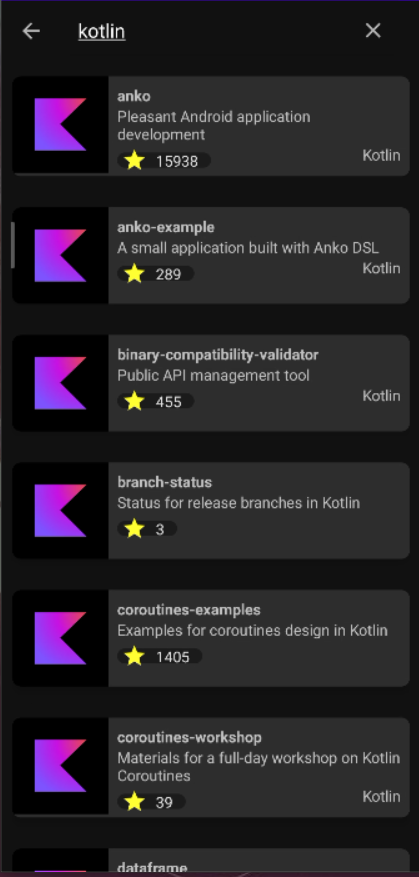 kotlin
anko
Pleasant Android application
development
15938
Kotlin
anko-example
A small application built with Anko DSL
289
Kotlin
binary-compatibility-validator
Public API management tool
455
Kotlin
branch-status
Status for release branches in Kotlin
3
coroutines-examples
Examples for coroutines design in Kotlin
1405
coroutines-workshop
Materials for a full-day workshop on Kotlin
Coroutines
39
Kotlin
dataframe